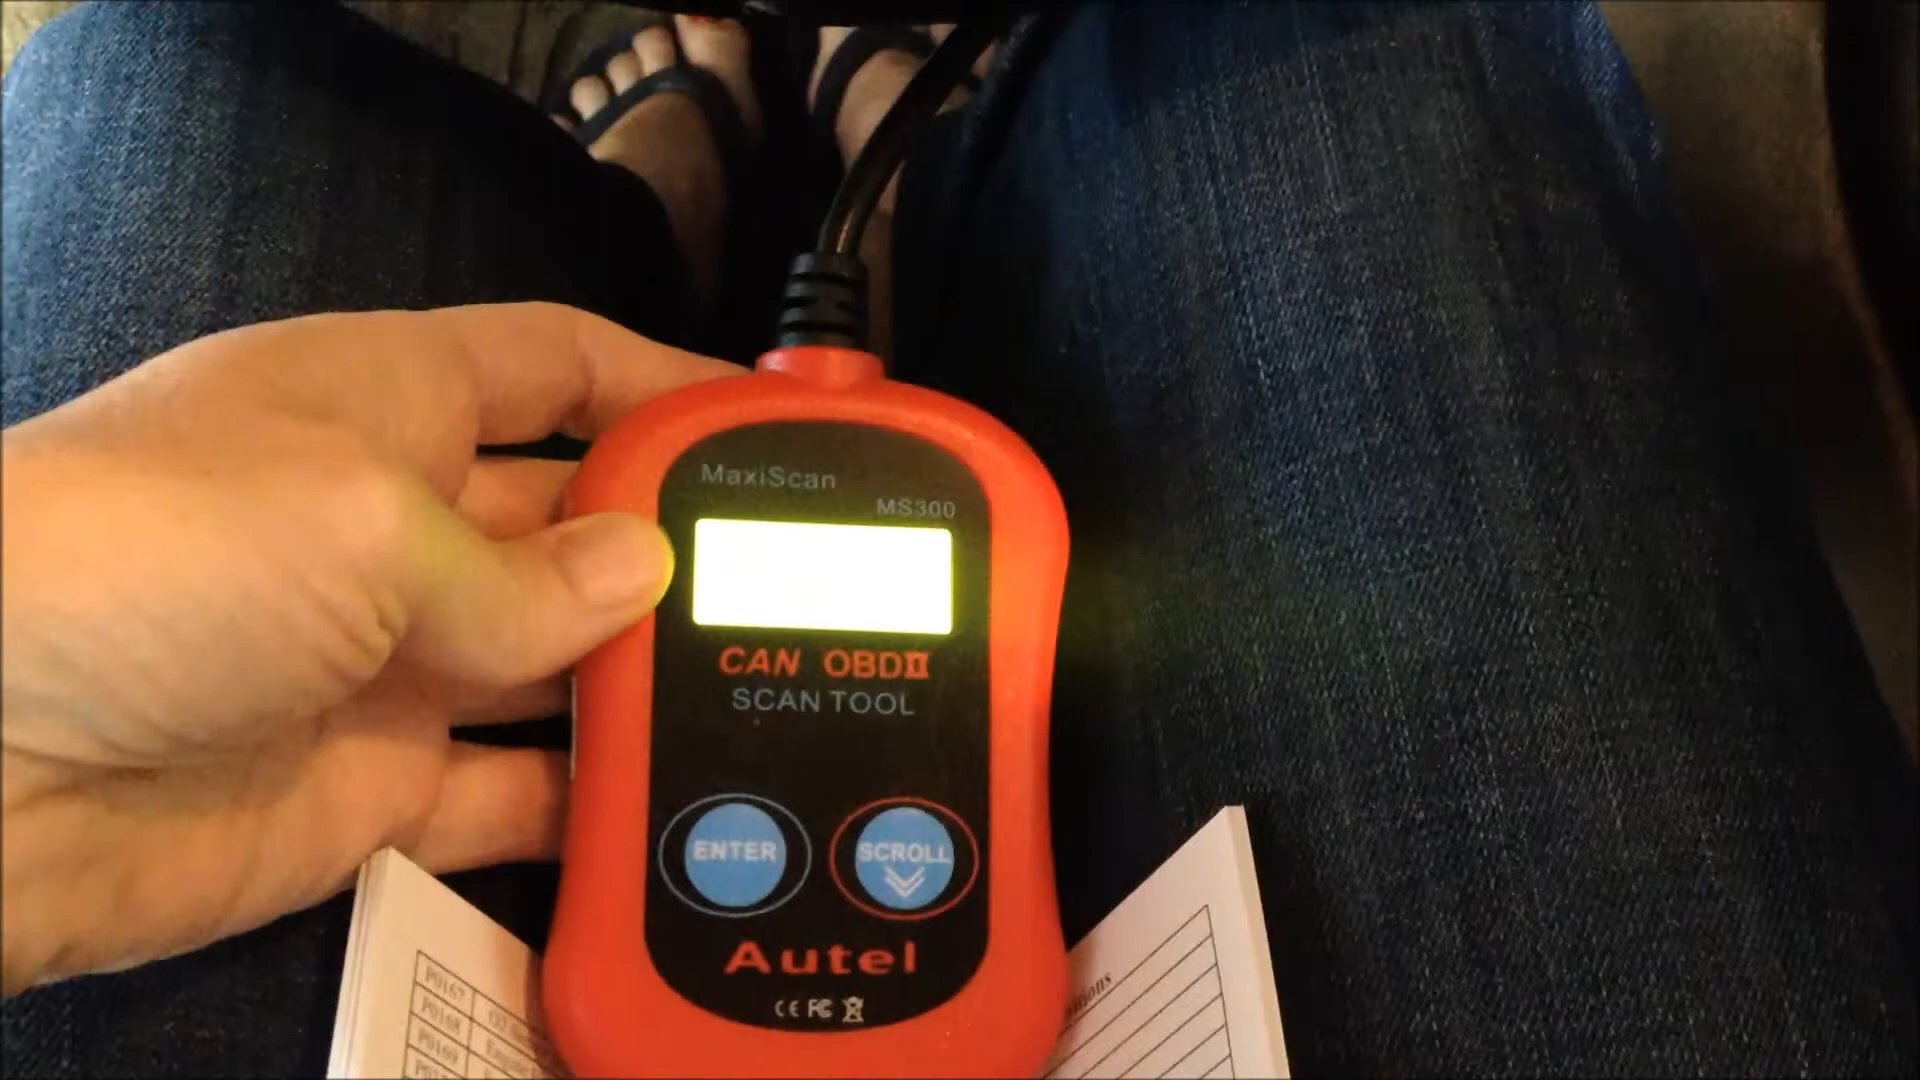 MaxiScan
MS300
CAN OBDII
SCAN TOOL
ENTER
SCROLL
Autel
CE FC
P0167
P0168
P0169